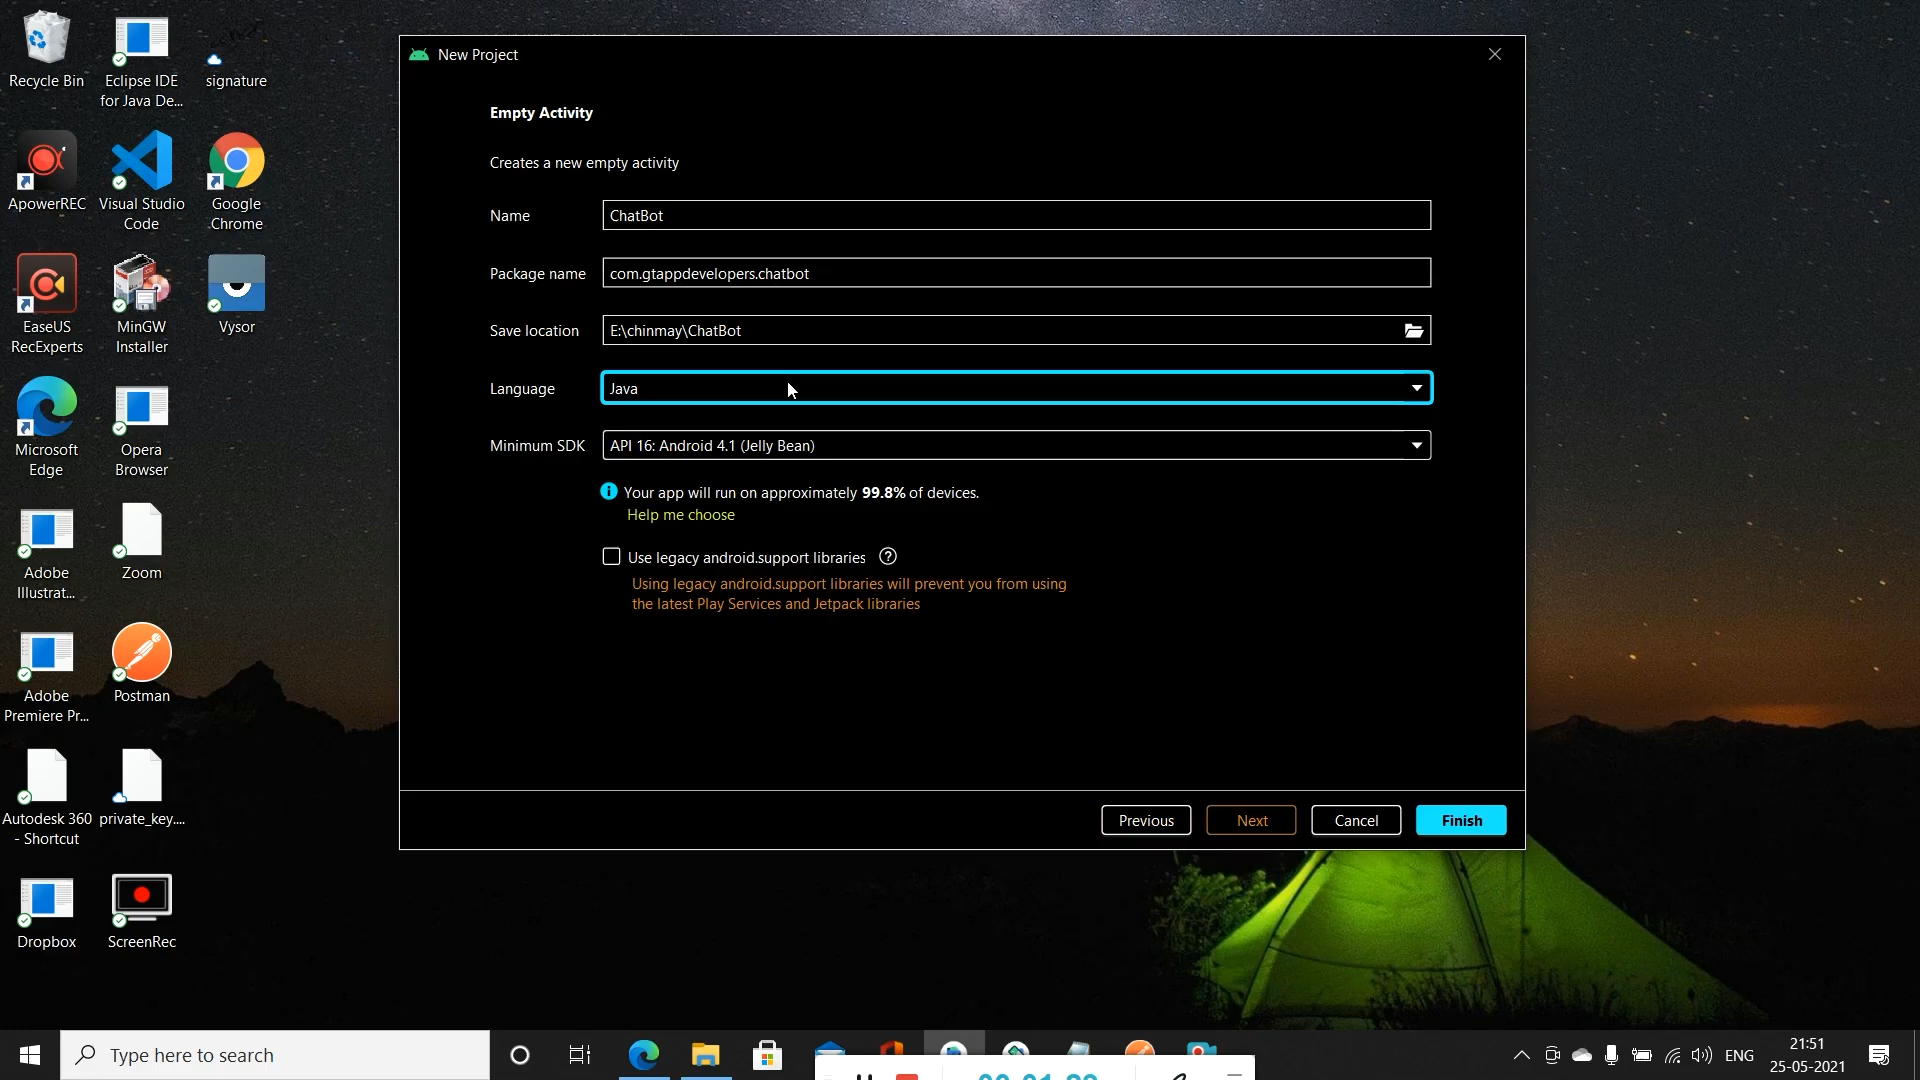 Recycle Bin
Eclipse IDE
for Java De...
signature
ApowerREC
Visual Studio
Code
Google
Chrome
EaseUS
RecExperts
MinGW
Installer
Vysor
Microsoft
Edge
Opera
Browser
Adobe
Illustrat...
Zoom
Adobe
Premiere Pr...
Postman
Autodesk 360
- Shortcut
private_key....
Dropbox
ScreenRec
New Project
Empty Activity
Creates a new empty activity
Name
ChatBot
Package name
com.gtappdevelopers.chatbot
Save location
E:\chinmay\ChatBot
Language
Java
Minimum SDK
API 16: Android 4.1 (Jelly Bean)
Your app will run on approximately 99.8% of devices.
Help me choose
Use legacy android.support libraries
Using legacy android.support libraries will prevent you from using
the latest Play Services and Jetpack libraries
Previous
Next
Cancel
Finish
Type here to search
ENG
21:51
25-05-2021